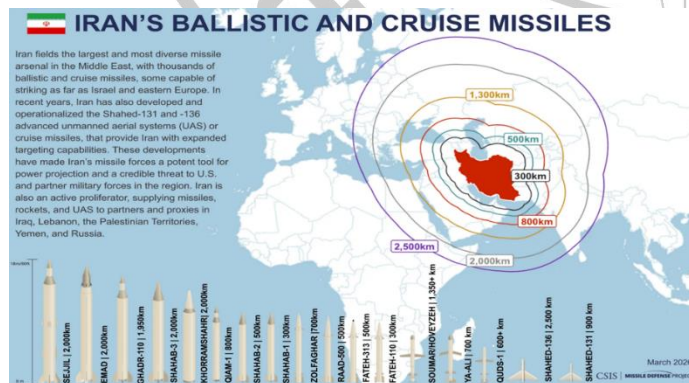 IRAN'S BALLISTIC AND CRUISE MISSILES
Iran fields the largest and most diverse missile
arsenal in the Middle East, with thousands of
ballistic and cruise missiles, some capable of
striking as far as Israel and eastern Europe. In
recent years, Iran has also developed and
operationalized the Shahed-131 and -136
advanced unmanned aerial systems (UAS) or
cruise missiles, that provide Iran with expanded
targeting capabilities. These developments
have made Iran's missile forces a potent tool for
power projection and a credible threat to U.S.
and partner military forces in the region. Iran is
also an active proliferator, supplying missiles,
rockets, and UAS to partners and proxies in
Iraq, Lebanon, the Palestinian Territories,
Yemen, and Russia.
1,300km
500km
300km
800km
2,500km
2,000km
SEJJIL | 2,000km
EMAD | 2,000km
GHADR-110 | 1,950km
SHAHAB-3 | 2,000km
KHORRAMSHAHR | 2,000km
QIAM-1 | 800km
SHAHAB-2 | 500km
SHAHAB-1 | 300km
ZOLFAGHAR | 700km
RAAD-500 | 500km
FATEH-313 | 500km
FATEH-110 | 300km
SOUMAR/HOVEYZEH | 1,350+ km
YA-ALI | 700 km
QUDS-1 | 600+ km
SHAHED-136 | 2,500 km
SHAHED-131 | 900 km
CSIS | MISSILE DEFENSE PROJECT